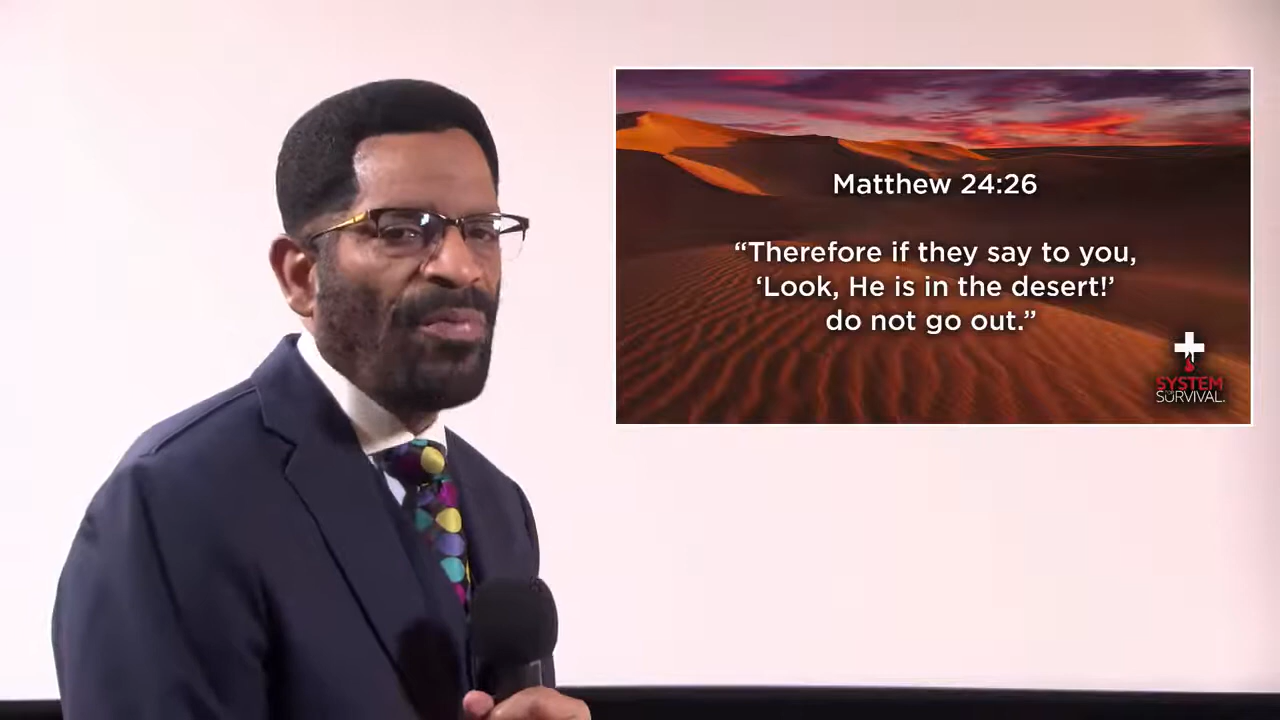 Matthew 24:26
“Therefore if they say to you,
‘Look, He is in the desert!’
do not go out.”
SYSTEM
FOR
SURVIVAL.